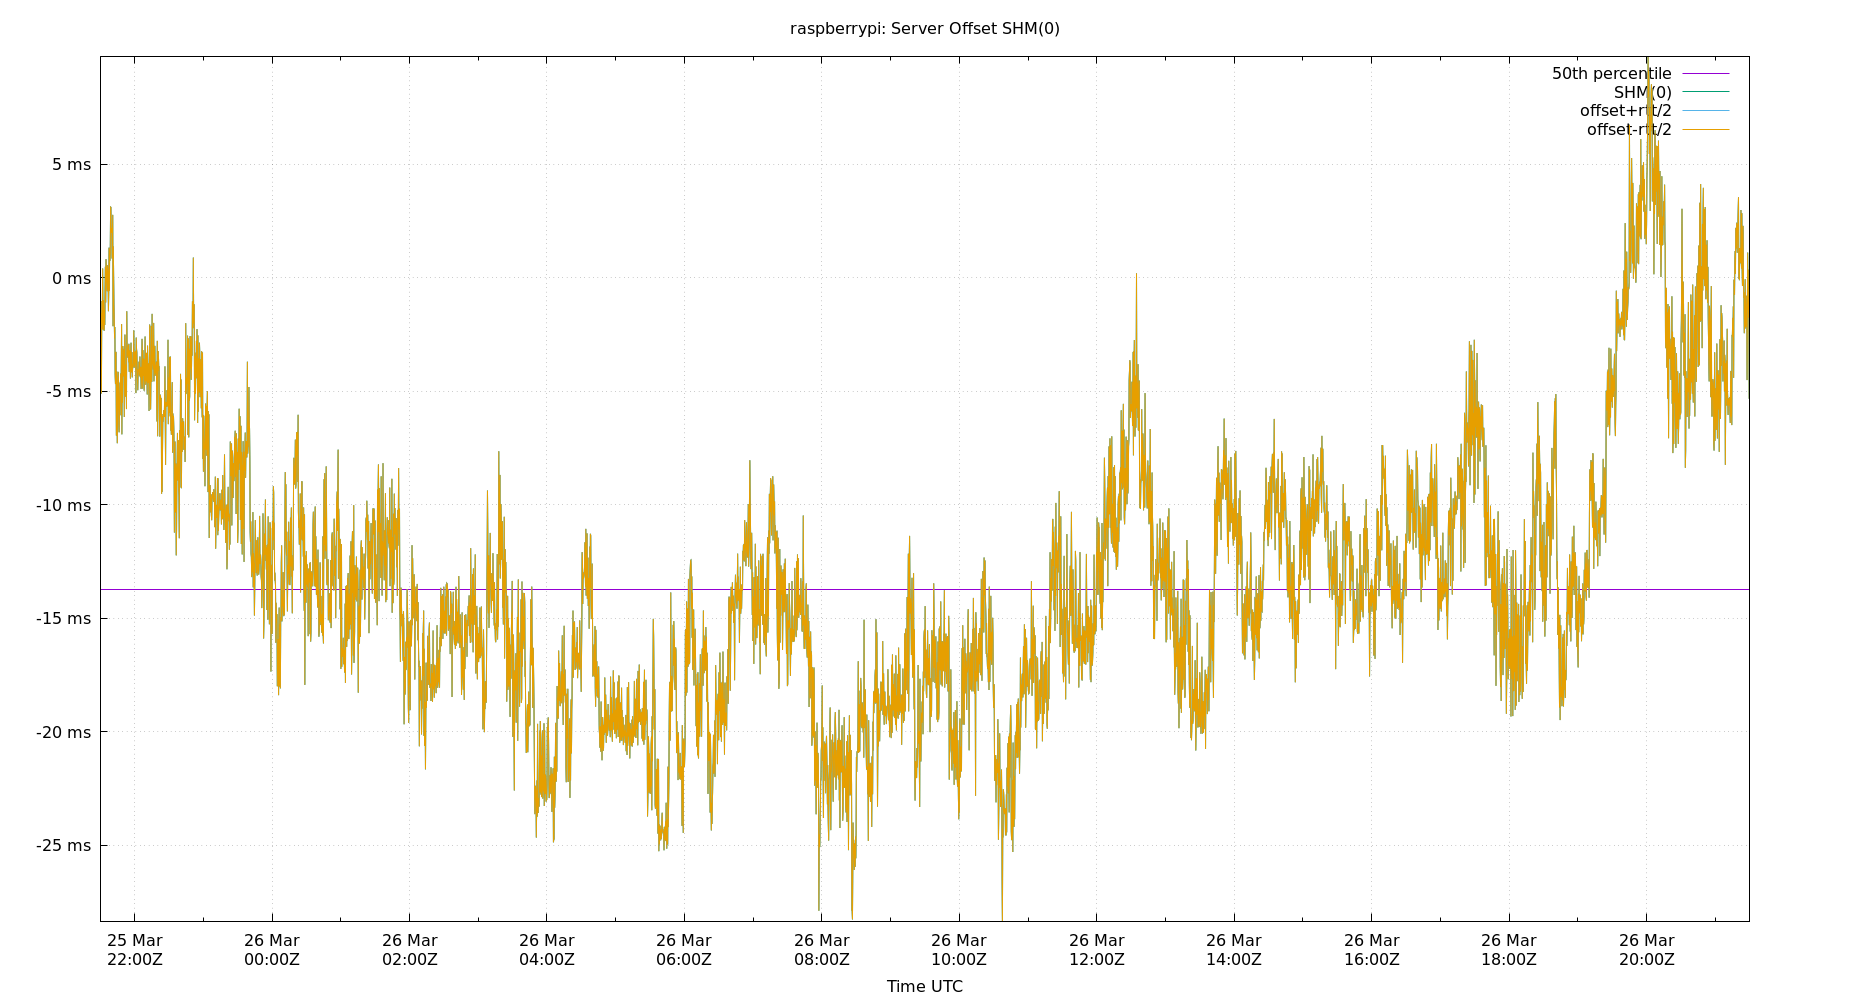 raspberrypi: Server Offset SHM(0)
50th percentile
SHM(0)
offset+rtt/2
offset-rtt/2
5 ms
0 ms
-5 ms
-10 ms
-15 ms
-20 ms
-25 ms
25 Mar 26 Mar 26 Mar 26 Mar 26 Mar 26 Mar 26 Mar 26 Mar 26 Mar 26 Mar 26 Mar 26 Mar
22:00Z 00:00Z 02:00Z 04:00Z 06:00Z 08:00Z 10:00Z 12:00Z 14:00Z 16:00Z 18:00Z 20:00Z
Time UTC